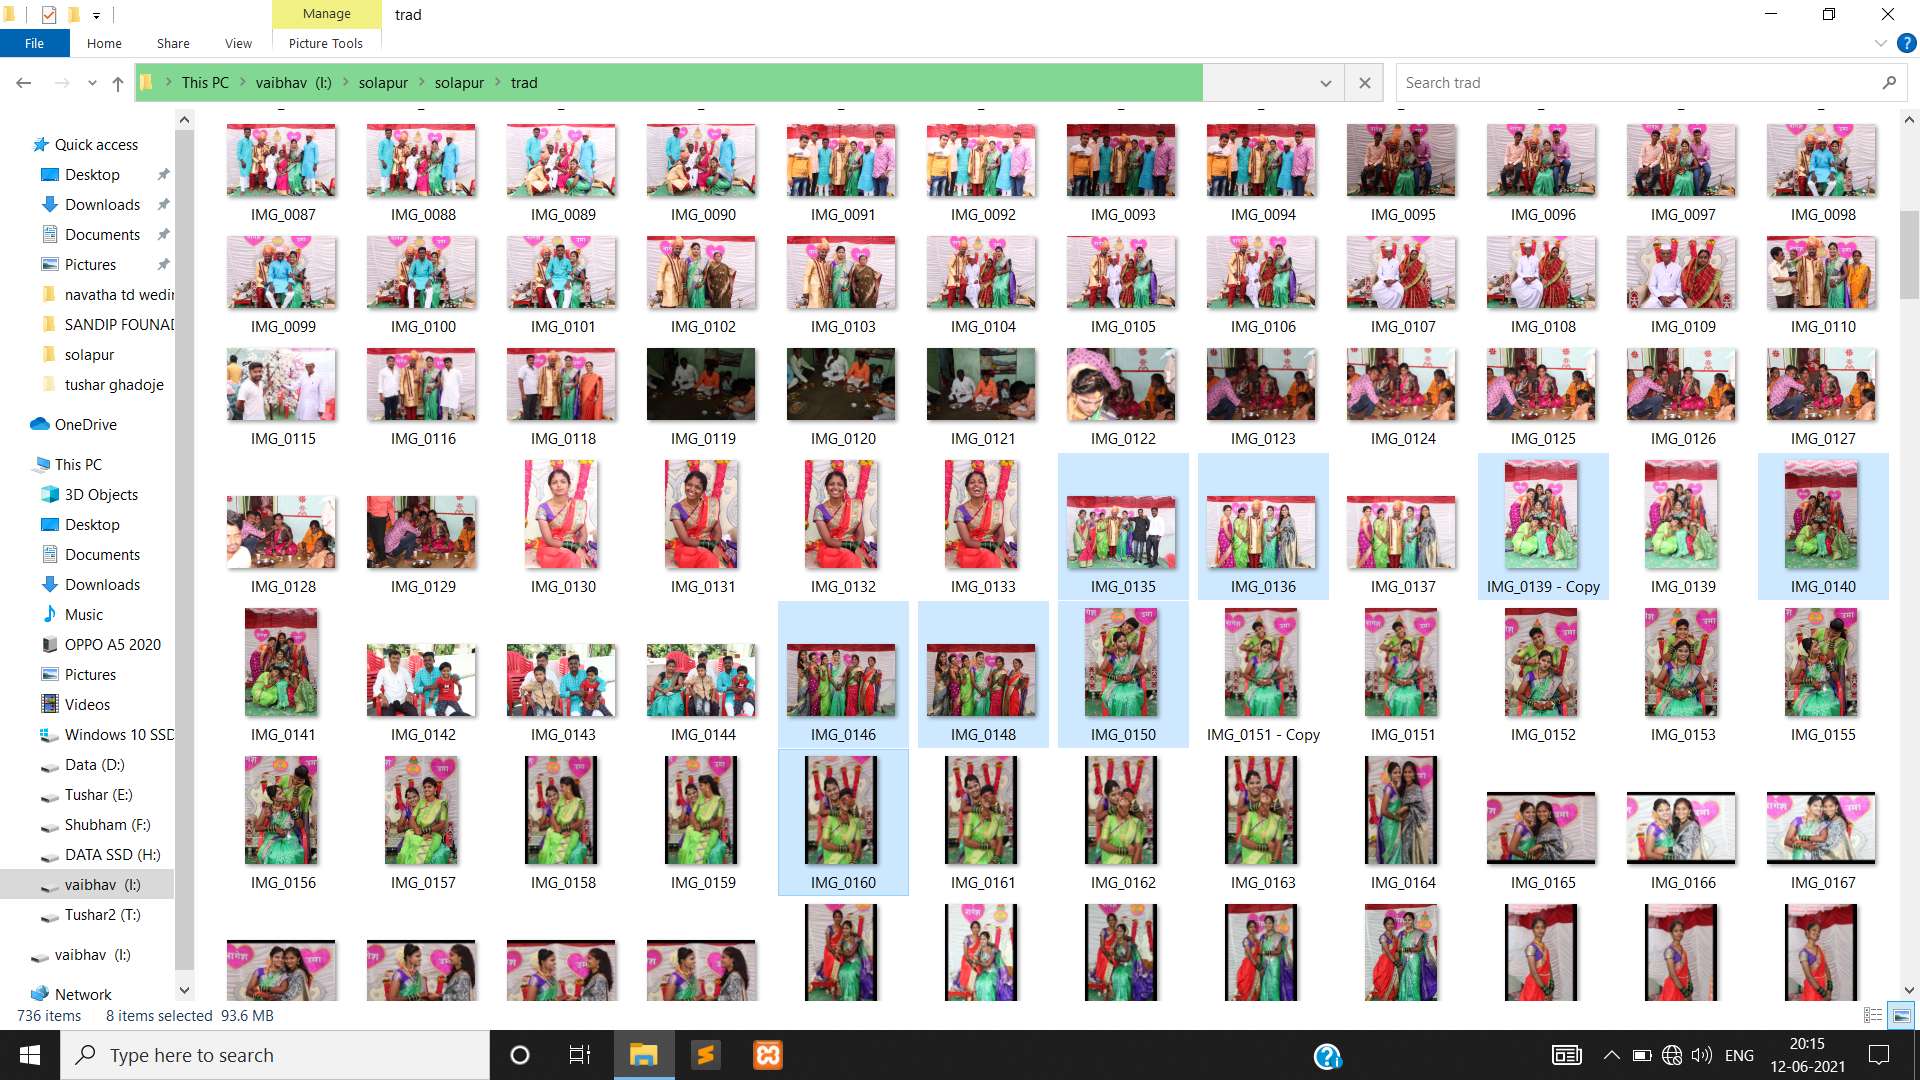 Manage
trad
File
Home
Share
View
Picture Tools
This PC
vaibhav (I:)
solapur
solapur
trad
Search trad
Quick access
Desktop
Downloads
Documents
Pictures
navatha td wedin
SANDIP FOUNAD
solapur
tushar ghadoje
OneDrive
This PC
3D Objects
Desktop
Documents
Downloads
Music
OPPO A5 2020
Pictures
Videos
Windows 10 SSD
Data (D:)
Tushar (E:)
Shubham (F:)
DATA SSD (H:)
vaibhav (I:)
Tushar2 (T:)
vaibhav (I:)
Network
IMG_0087 IMG_0088 IMG_0089 IMG_0090 IMG_0091 IMG_0092 IMG_0093 IMG_0094 IMG_0095 IMG_0096 IMG_0097 IMG_0098
IMG_0099 IMG_0100 IMG_0101 IMG_0102 IMG_0103 IMG_0104 IMG_0105 IMG_0106 IMG_0107 IMG_0108 IMG_0109 IMG_0110
IMG_0115 IMG_0116 IMG_0118 IMG_0119 IMG_0120 IMG_0121 IMG_0122 IMG_0123 IMG_0124 IMG_0125 IMG_0126 IMG_0127
IMG_0128 IMG_0129 IMG_0130 IMG_0131 IMG_0132 IMG_0133 IMG_0135 IMG_0136 IMG_0137 IMG_0139 - Copy IMG_0139 IMG_0140
IMG_0141 IMG_0142 IMG_0143 IMG_0144 IMG_0146 IMG_0148 IMG_0150 IMG_0151 - Copy IMG_0151 IMG_0152 IMG_0153 IMG_0155
IMG_0156 IMG_0157 IMG_0158 IMG_0159 IMG_0160 IMG_0161 IMG_0162 IMG_0163 IMG_0164 IMG_0165 IMG_0166 IMG_0167
736 items 8 items selected 93.6 MB
Type here to search
ENG
20:15
12-06-2021